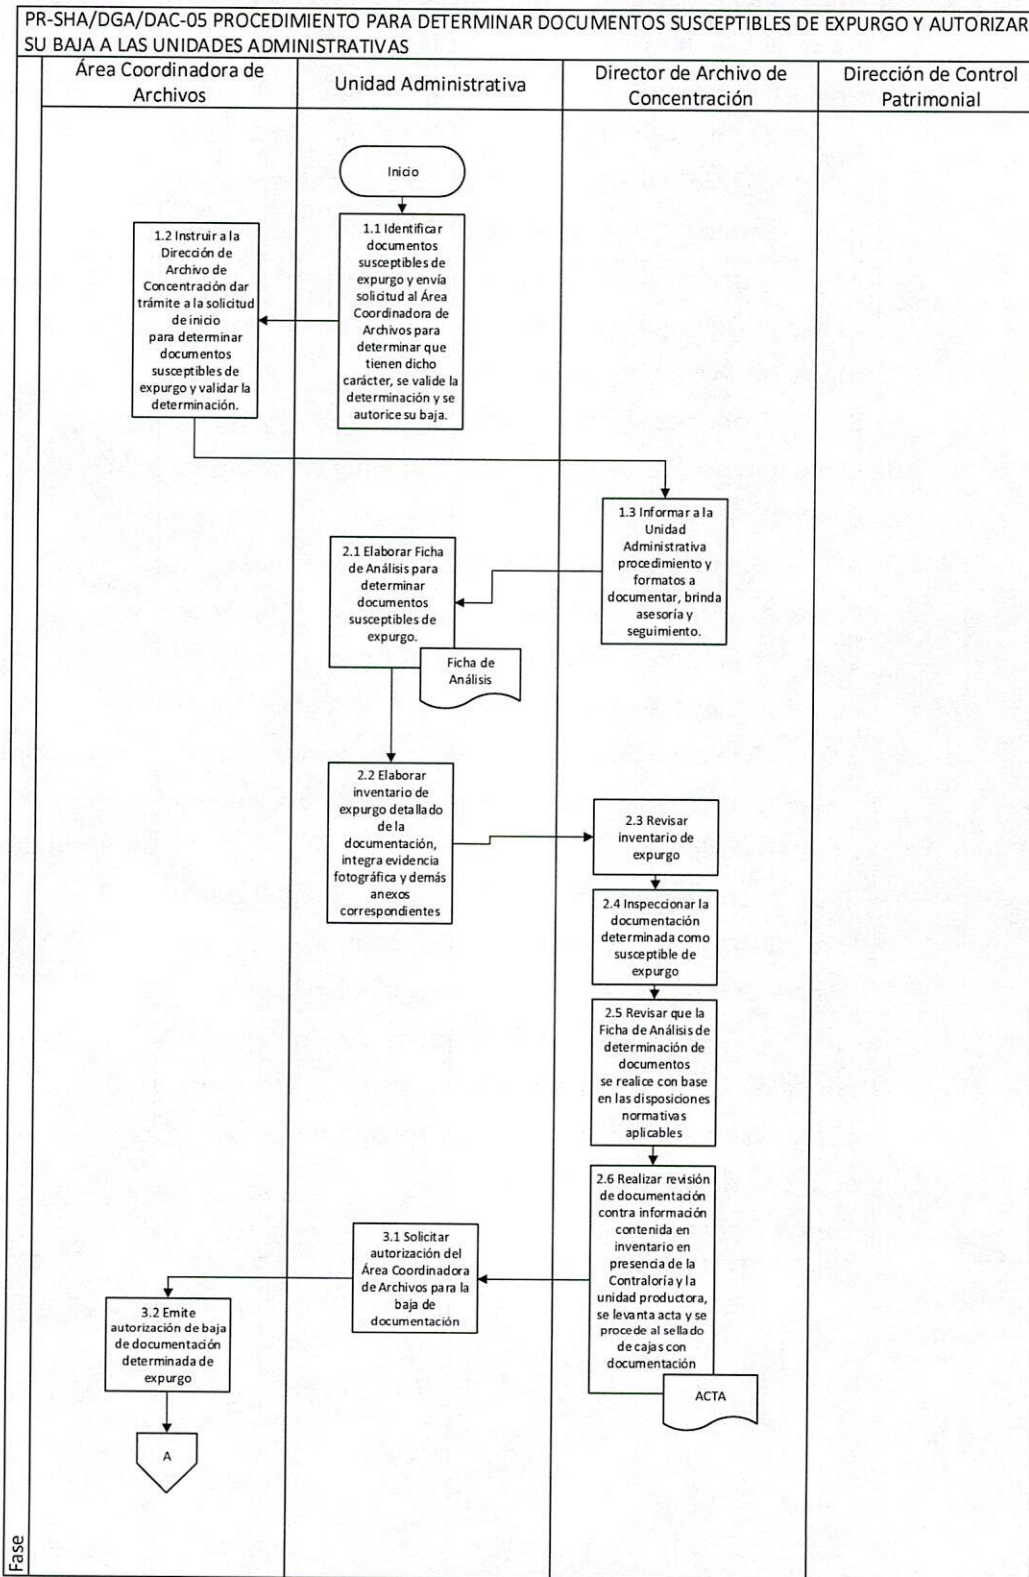 PR-SHA/DGA/DAC-05 PROCEDIMIENTO PARA DETERMINAR DOCUMENTOS SUSCEPTIBLES DE EXPURGO Y AUTORIZAR
SU BAJA A LAS UNIDADES ADMINISTRATIVAS
Área Coordinadora de
Archivos
Unidad Administrativa
Director de Archivo de
Concentración
Dirección de Control
Patrimonial
Inicio
1.1 Identificar
documentos
susceptibles de
expurgo y envía
solicitud al Área
Coordinadora de
Archivos para
determinar que
tienen dicho
carácter, se valide la
determinación y se
autorice su baja.
1.2 Instruir a la
Dirección de
Archivo de
Concentración dar
trámite a la solicitud
de inicio
para determinar
documentos
susceptibles de
expurgo y validar la
determinación.
1.3 Informar a la
Unidad
Administrativa
procedimiento y
formatos a
documentar, brinda
asesoría y
seguimiento.
2.1 Elaborar Ficha
de Análisis para
determinar
documentos
susceptibles de
expurgo.
Ficha de
Análisis
2.2 Elaborar
inventario de
expurgo detallado
de la
documentación,
integra evidencia
fotográfica y demás
anexos
correspondientes
2.3 Revisar
inventario de
expurgo
2.4 Inspeccionar la
documentación
determinada como
susceptible de
expurgo
2.5 Revisar que la
Ficha de Análisis de
determinación de
documentos
se realice con base
en las disposiciones
normativas
aplicables
2.6 Realizar revisión
de documentación
contra información
contenida en
inventario en
presencia de la
Contraloría y la
unidad productora,
se levanta acta y se
procede al sellado
de cajas con
documentación
ACTA
3.1 Solicitar
autorización del
Área Coordinadora
de Archivos para la
baja de
documentación
3.2 Emite
autorización de baja
de documentación
determinada de
expurgo
A
Fase